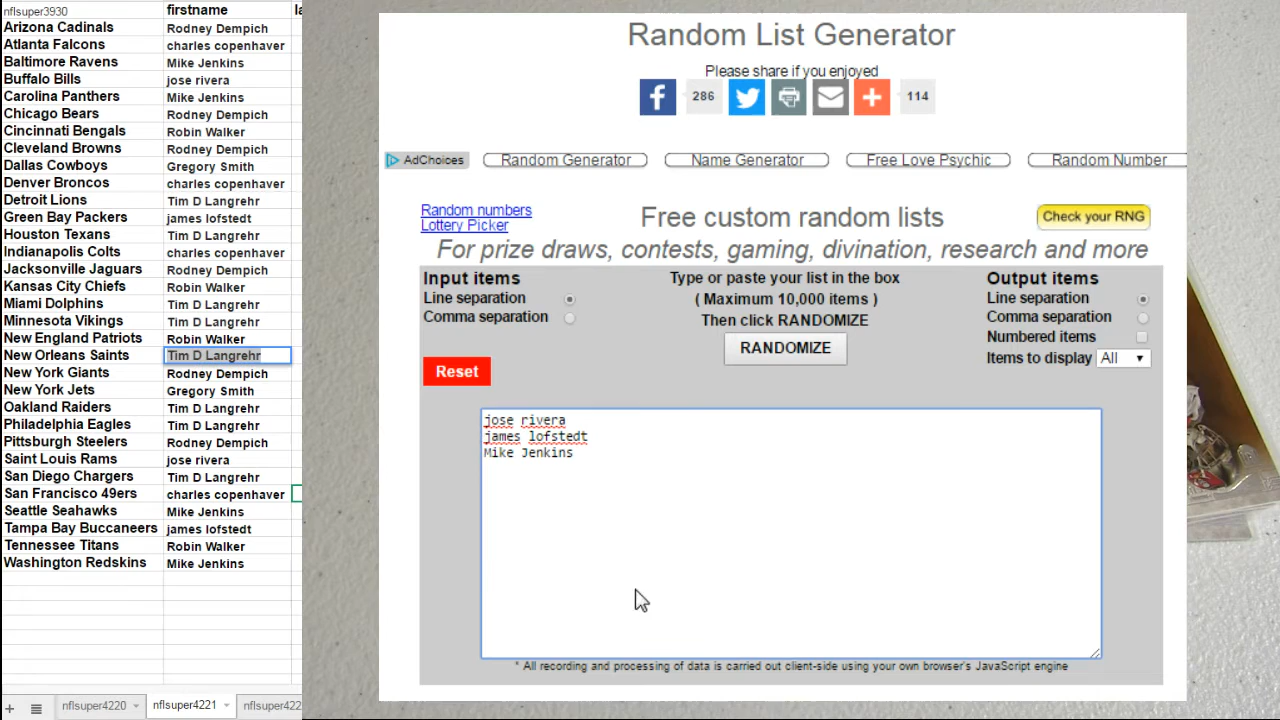 nflsuper3930 firstname la
Arizona Cadinals Rodney Dempich
Atlanta Falcons charles copenhaver
Baltimore Ravens Mike Jenkins
Buffalo Bills jose rivera
Carolina Panthers Mike Jenkins
Chicago Bears Rodney Dempich
Cincinnati Bengals Robin Walker
Cleveland Browns Rodney Dempich
Dallas Cowboys Gregory Smith
Denver Broncos charles copenhaver
Detroit Lions Tim D Langrehr
Green Bay Packers james lofstedt
Houston Texans Tim D Langrehr
Indianapolis Colts charles copenhaver
Jacksonville Jaguars Rodney Dempich
Kansas City Chiefs Robin Walker
Miami Dolphins Tim D Langrehr
Minnesota Vikings Tim D Langrehr
New England Patriots Robin Walker
New Orleans Saints Tim D Langrehr
New York Giants Rodney Dempich
New York Jets Gregory Smith
Oakland Raiders Tim D Langrehr
Philadelphia Eagles Tim D Langrehr
Pittsburgh Steelers Rodney Dempich
Saint Louis Rams jose rivera
San Diego Chargers Tim D Langrehr
San Francisco 49ers charles copenhaver
Seattle Seahawks Mike Jenkins
Tampa Bay Buccaneers james lofstedt
Tennessee Titans Robin Walker
Washington Redskins Mike Jenkins
nflsuper4220 nflsuper4221 nflsuper422
Random List Generator
Please share if you enjoyed
286 114
AdChoices Random Generator Name Generator Free Love Psychic Random Number
Random numbers
Lottery Picker
Free custom random lists
Check your RNG
For prize draws, contests, gaming, divination, research and more
Input items
Line separation
Comma separation
Reset
Type or paste your list in the box
( Maximum 10,000 items )
Then click RANDOMIZE
RANDOMIZE
Output items
Line separation
Comma separation
Numbered items
Items to display All
jose rivera
james lofstedt
Mike Jenkins
* All recording and processing of data is carried out client-side using your own browser's JavaScript engine